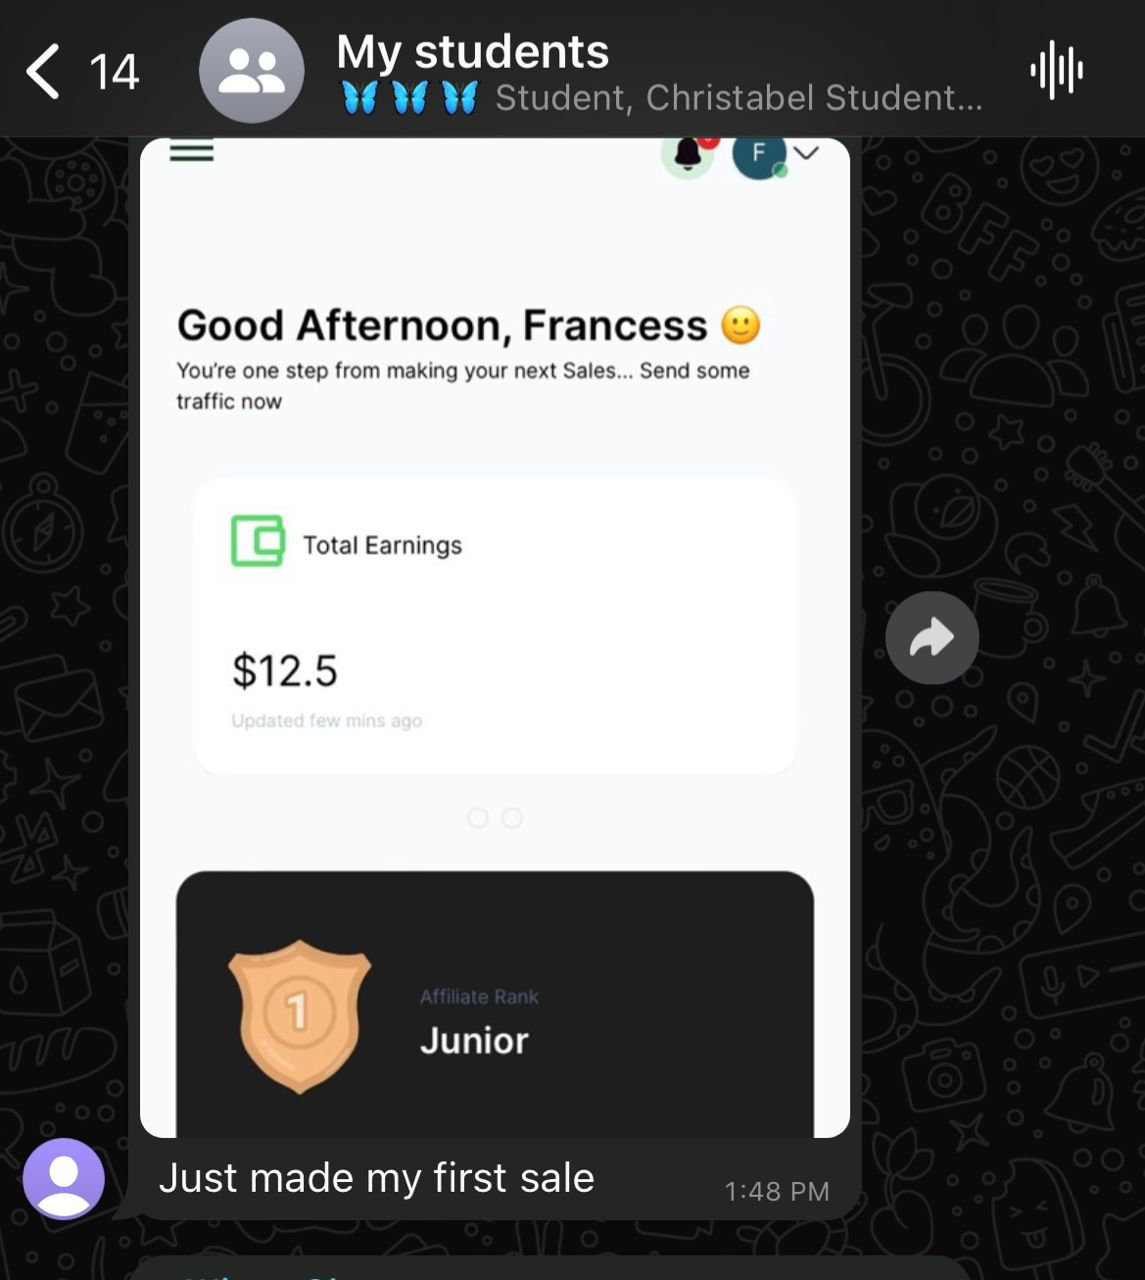 14
My students
🦋🦋🦋 Student, Christabel Student...
F
Good Afternoon, Francess 🙂
You're one step from making your next Sales... Send some
traffic now
Total Earnings
$12.5
Updated few mins ago
1
Affiliate Rank
Junior
Just made my first sale
1:48 PM